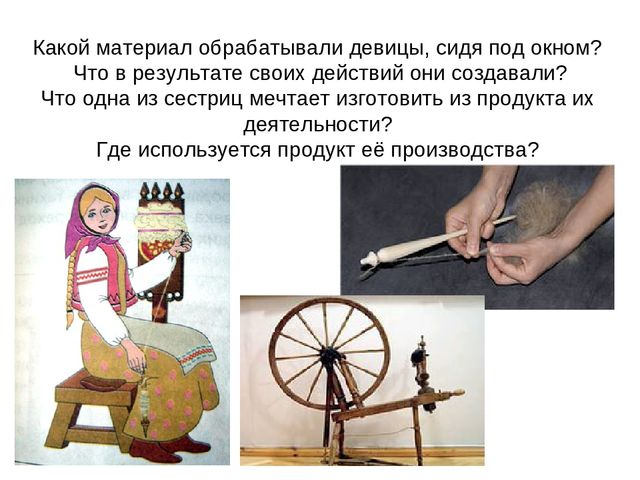 Какой материал обрабатывали девицы, сидя под окном?
Что в результате своих действий они создавали?
Что одна из сестриц мечтает изготовить из продукта их
деятельности?
Где используется продукт её производства?